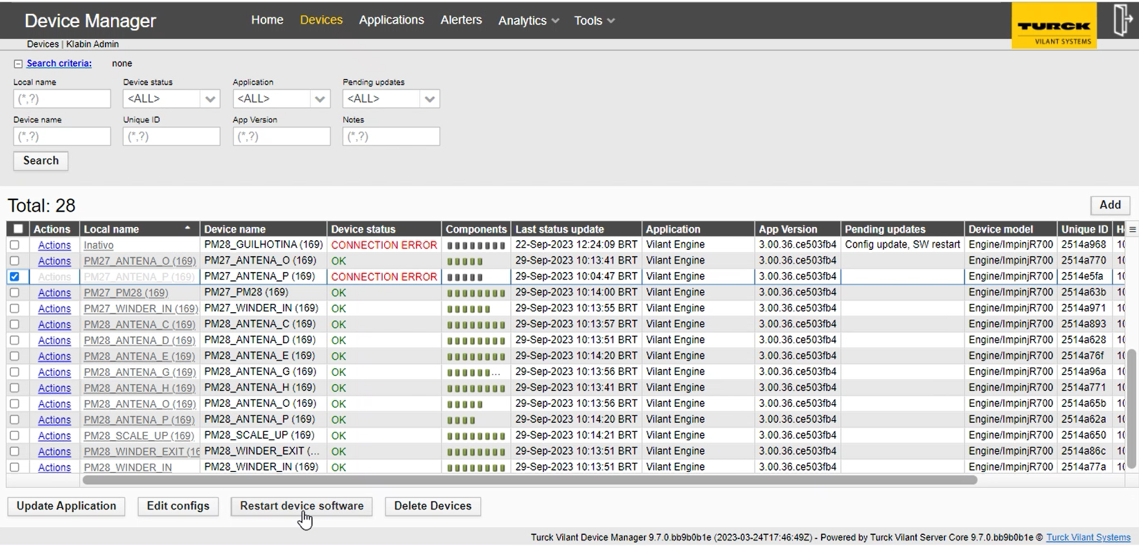 Device Manager Home Devices Applications Alerters Analytics Tools TURCK VILANT SYSTEMS
Devices | Klabin Admin
Search criteria: none
Local name Device status Application Pending updates
(*,?) <ALL> <ALL> <ALL>
Device name Unique ID App Version Notes
(*,?) (*,?) (*,?) (*,?)
Search
Total: 28 Add
Actions Local name Device name Device status Components Last status update Application App Version Pending updates Device model Unique ID
Actions Inativo PM28_GUILHOTINA (169) CONNECTION ERROR 22-Sep-2023 12:24:09 BRT Vilant Engine 3.00.36.ce503fb4 Config update, SW restart Engine/ImpinjR700 2514a968 10
Actions PM27_ANTENA_O (169) PM27_ANTENA_O (169) OK 29-Sep-2023 10:13:41 BRT Vilant Engine 3.00.36.ce503fb4 Engine/ImpinjR700 2514a770 10
Actions PM27_ANTENA_P (169) PM27_ANTENA_P (169) CONNECTION ERROR 29-Sep-2023 10:04:47 BRT Vilant Engine 3.00.36.ce503fb4 Engine/ImpinjR700 2514e5fa 10
Actions PM27_PM28 (169) PM27_PM28 (169) OK 29-Sep-2023 10:14:00 BRT Vilant Engine 3.00.36.ce503fb4 Engine/ImpinjR700 2514a63b 10
Actions PM27_WINDER_IN (169) PM27_WINDER_IN (169) OK 29-Sep-2023 10:13:55 BRT Vilant Engine 3.00.36.ce503fb4 Engine/ImpinjR700 2514a971 10
Actions PM28_ANTENA_C (169) PM28_ANTENA_C (169) OK 29-Sep-2023 10:13:57 BRT Vilant Engine 3.00.36.ce503fb4 Engine/ImpinjR700 2514a893 10
Actions PM28_ANTENA_D (169) PM28_ANTENA_D (169) OK 29-Sep-2023 10:13:51 BRT Vilant Engine 3.00.36.ce503fb4 Engine/ImpinjR700 2514a628 10
Actions PM28_ANTENA_E (169) PM28_ANTENA_E (169) OK 29-Sep-2023 10:14:20 BRT Vilant Engine 3.00.36.ce503fb4 Engine/ImpinjR700 2514a76f 10
Actions PM28_ANTENA_G (169) PM28_ANTENA_G (169) OK ... 29-Sep-2023 10:13:56 BRT Vilant Engine 3.00.36.ce503fb4 Engine/ImpinjR700 2514a96a 10
Actions PM28_ANTENA_H (169) PM28_ANTENA_H (169) OK 29-Sep-2023 10:13:41 BRT Vilant Engine 3.00.36.ce503fb4 Engine/ImpinjR700 2514a771 10
Actions PM28_ANTENA_O (169) PM28_ANTENA_O (169) OK 29-Sep-2023 10:13:56 BRT Vilant Engine 3.00.36.ce503fb4 Engine/ImpinjR700 2514a65b 10
Actions PM28_ANTENA_P (169) PM28_ANTENA_P (169) OK 29-Sep-2023 10:14:20 BRT Vilant Engine 3.00.36.ce503fb4 Engine/ImpinjR700 2514a62a 10
Actions PM28_SCALE_UP (169) PM28_SCALE_UP (169) OK 29-Sep-2023 10:14:21 BRT Vilant Engine 3.00.36.ce503fb4 Engine/ImpinjR700 2514a650 10
Actions PM28_WINDER_EXIT (16 PM28_WINDER_EXIT (... OK 29-Sep-2023 10:13:51 BRT Vilant Engine 3.00.36.ce503fb4 Engine/ImpinjR700 2514a86c 10
Actions PM28_WINDER_IN PM28_WINDER_IN (169) OK 29-Sep-2023 10:13:51 BRT Vilant Engine 3.00.36.ce503fb4 Engine/ImpinjR700 2514a77a 10
Update Application Edit configs Restart device software Delete Devices
Turck Vilant Device Manager 9.7.0.bb9b0b1e (2023-03-24T17:46:49Z) - Powered by Turck Vilant Server Core 9.7.0.bb9b0b1e © Turck Vilant Systems